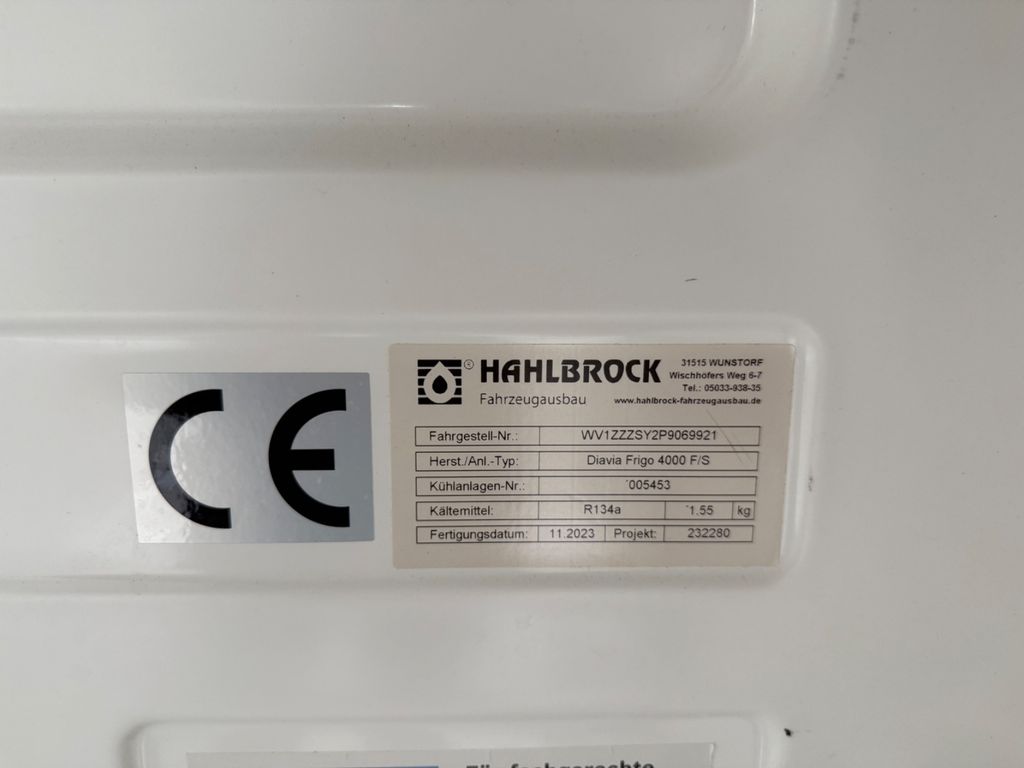 CE
® HAHLBROCK
Fahrzeugausbau
31515 WUNSTORF
Wischhöfers Weg 6-7
Tel.: 05033-938-35
www.hahlbrock-fahrzeugausbau.de
Fahrgestell-Nr.: WV1ZZZSY2P9069921
Herst./Anl.-Typ: Diavia Frigo 4000 F/S
Kühlanlagen-Nr.: 005453
Kältemittel: R134a 1.55 kg
Fertigungsdatum: 11.2023 Projekt: 232280
Für fachgerechte